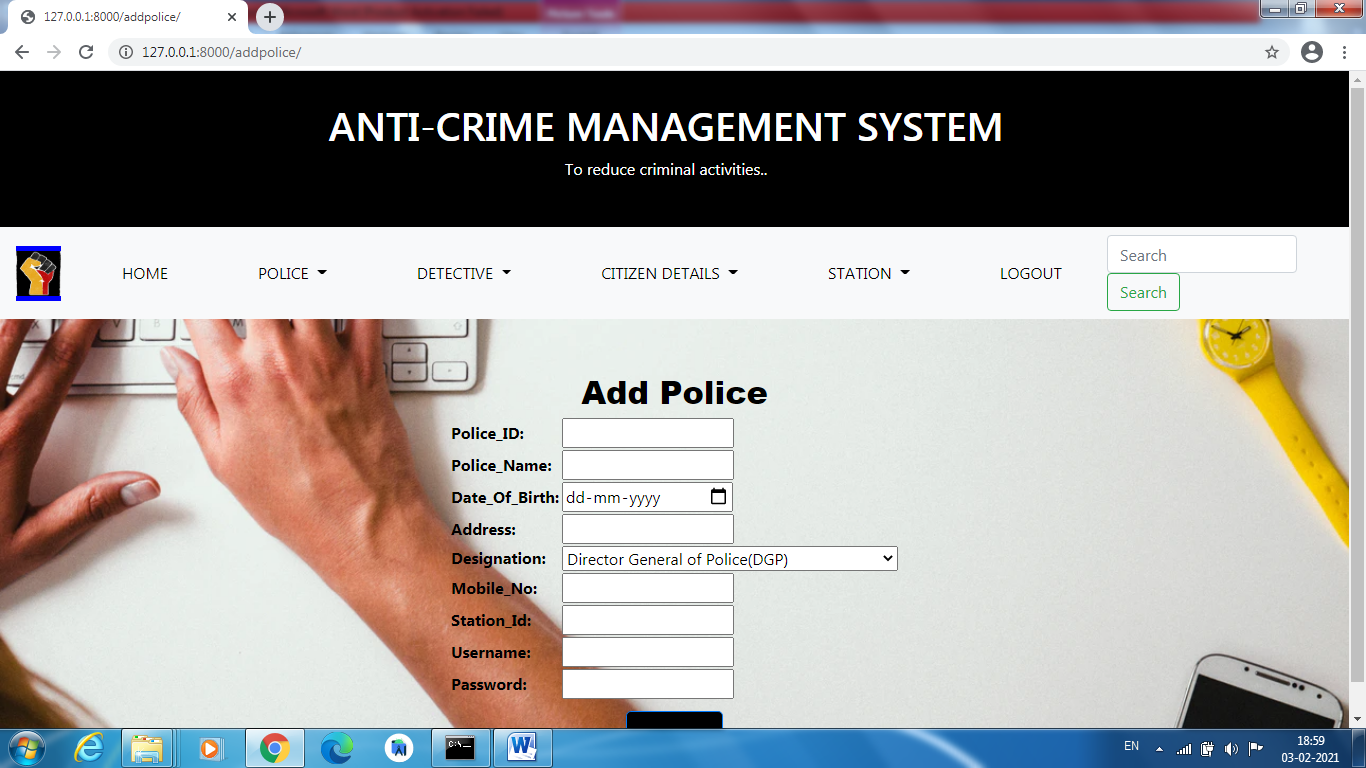 127.0.0.1:8000/addpolice/
127.0.0.1:8000/addpolice/
ANTI-CRIME MANAGEMENT SYSTEM
To reduce criminal activities..
HOME POLICE DETECTIVE CITIZEN DETAILS STATION LOGOUT Search
Search
Add Police
Police_ID:
Police_Name:
Date_Of_Birth: dd-mm-yyyy
Address:
Designation: Director General of Police(DGP)
Mobile_No:
Station_Id:
Username:
Password:
EN 18:59
03-02-2021